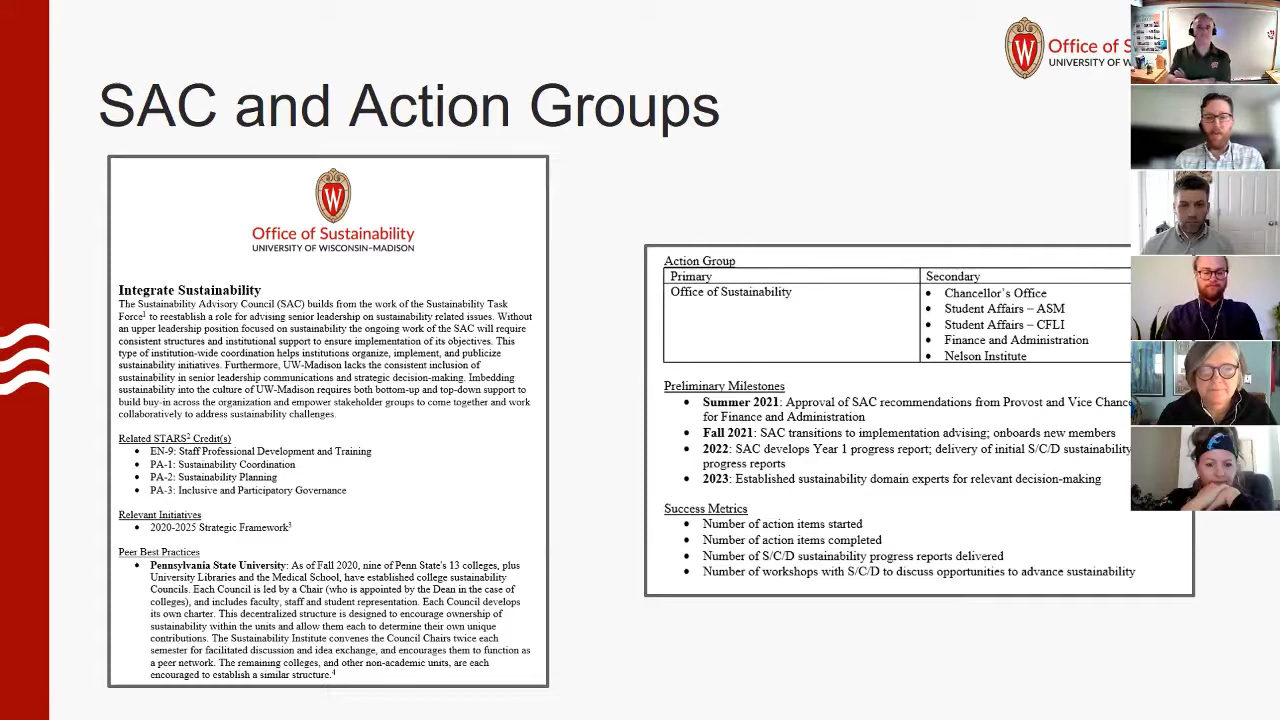 Office of
UNIVERSITY OF
SAC and Action Groups
W
Office of Sustainability
UNIVERSITY OF WISCONSIN–MADISON
Integrate Sustainability
The Sustainability Advisory Council (SAC) builds from the work of the Sustainability Task
Force1 to reestablish a role for advising senior leadership on sustainability related issues. Without
an upper leadership position focused on sustainability the ongoing work of the SAC will require
consistent structures and institutional support to ensure implementation of its objectives. This
type of institution-wide coordination helps institutions organize, implement, and publicize
sustainability initiatives. Furthermore, UW-Madison lacks the consistent inclusion of
sustainability in senior leadership communications and strategic decision-making. Imbedding
sustainability into the culture of UW-Madison requires both bottom-up and top-down support to
build buy-in across the organization and empower stakeholder groups to come together and work
collaboratively to address sustainability challenges.
Related STARS2 Credit(s)
• EN-9: Staff Professional Development and Training
• PA-1: Sustainability Coordination
• PA-2: Sustainability Planning
• PA-3: Inclusive and Participatory Governance
Relevant Initiatives
• 2020-2025 Strategic Framework3
Peer Best Practices
• Pennsylvania State University: As of Fall 2020, nine of Penn State's 13 colleges, plus
University Libraries and the Medical School, have established college sustainability
Councils. Each Council is led by a Chair (who is appointed by the Dean in the case of
colleges), and includes faculty, staff and student representation. Each Council develops
its own charter. This decentralized structure is designed to encourage ownership of
sustainability within the units and allow them each to determine their own unique
contributions. The Sustainability Institute convenes the Council Chairs twice each
semester for facilitated discussion and idea exchange, and encourages them to function as
a peer network. The remaining colleges, and other non-academic units, are each
encouraged to establish a similar structure.4
Action Group
Primary
Secondary
Office of Sustainability
• Chancellor's Office
• Student Affairs – ASM
• Student Affairs – CFLI
• Finance and Administration
• Nelson Institute
Preliminary Milestones
• Summer 2021: Approval of SAC recommendations from Provost and Vice Chance
for Finance and Administration
• Fall 2021: SAC transitions to implementation advising; onboards new members
• 2022: SAC develops Year 1 progress report; delivery of initial S/C/D sustainability
progress reports
• 2023: Established sustainability domain experts for relevant decision-making
Success Metrics
• Number of action items started
• Number of action items completed
• Number of S/C/D sustainability progress reports delivered
• Number of workshops with S/C/D to discuss opportunities to advance sustainability